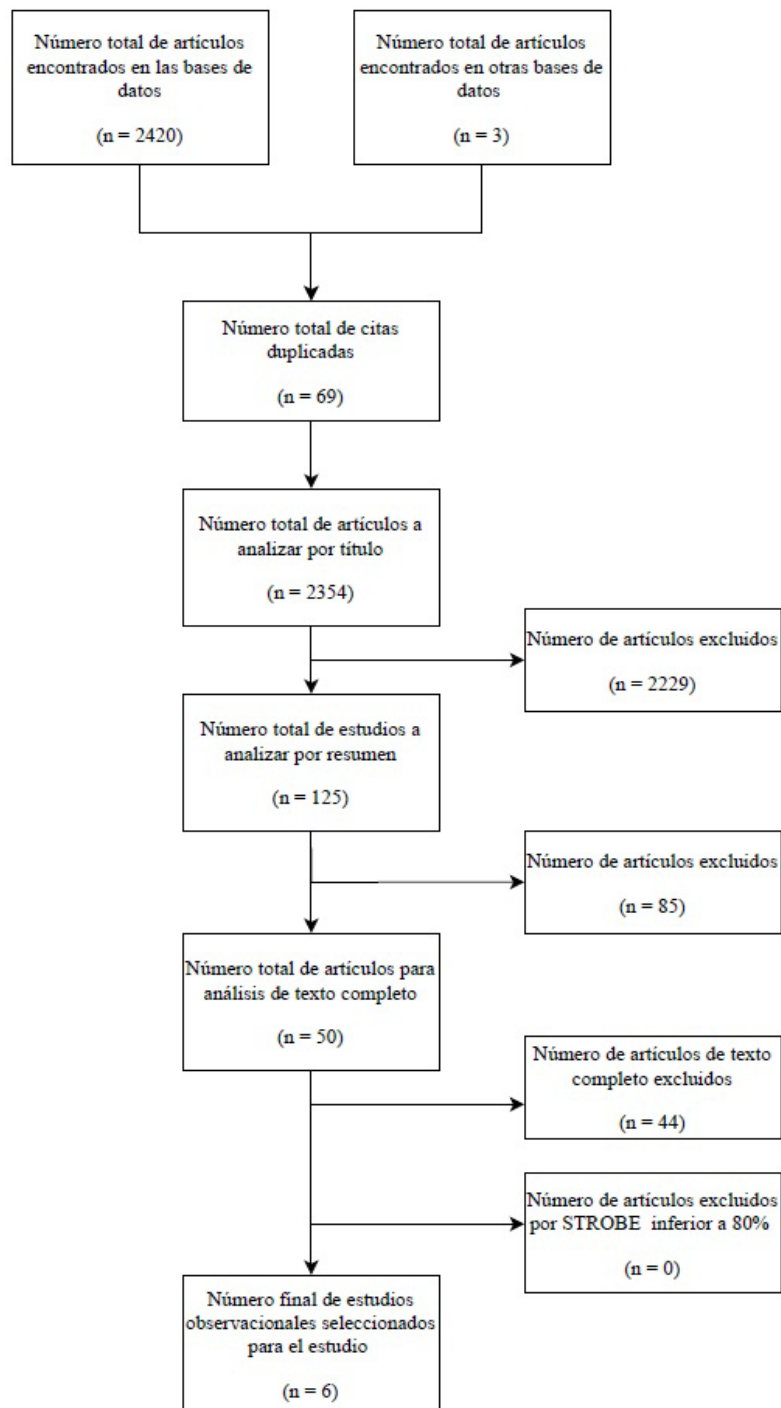 Número total de artículos
encontrados en las bases de
datos
(n = 2420)
Número total de artículos
encontrados en otras bases de
datos
(n = 3)
Número total de citas
duplicadas
(n = 69)
Número total de artículos a
analizar por título
(n = 2354)
Número de artículos excluidos
(n = 2229)
Número total de estudios a
analizar por resumen
(n = 125)
Número de artículos excluidos
(n = 85)
Número total de artículos para
análisis de texto completo
(n = 50)
Número de artículos de texto
completo excluidos
(n = 44)
Número de artículos excluidos
por STROBE inferior a 80%
(n = 0)
Número final de estudios
observacionales seleccionados
para el estudio
(n = 6)